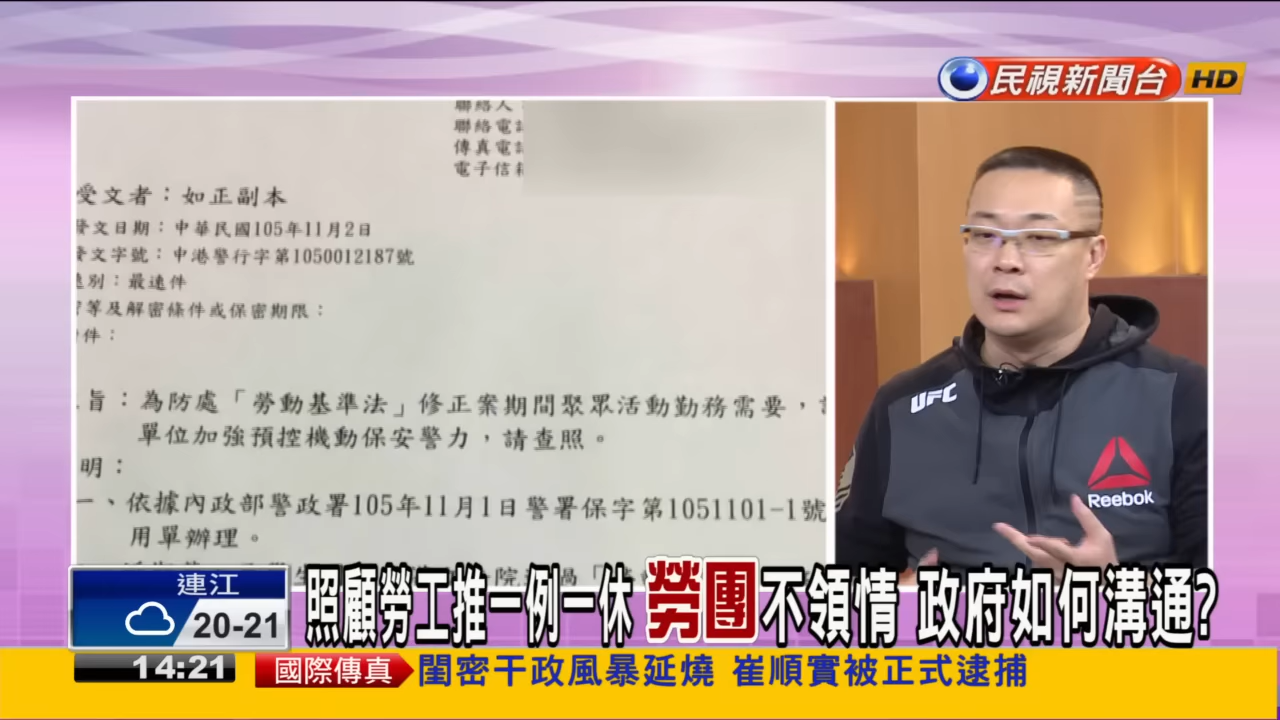 民視新聞台 HD
聯絡人
聯絡電
傳真電
電子信
受文者：如正副本
發文日期：中華民國105年11月2日
發文字號：中港警行字第1050012187號
速別：最速件
等及解密條件或保密期限：
件：
旨：為防處「勞動基準法」修正案期間聚眾活動勤務需要，
單位加強預控機動保安警力，請查照。
明：
一、依據內政部警政署105年11月1日警署保字第1051101-1號
用單辦理。
UFC
Reebok
連江
20-21
照顧勞工推一例一休 勞團不領情 政府如何溝通?
14:21
國際傳真 閨密干政風暴延燒 崔順實被正式逮捕